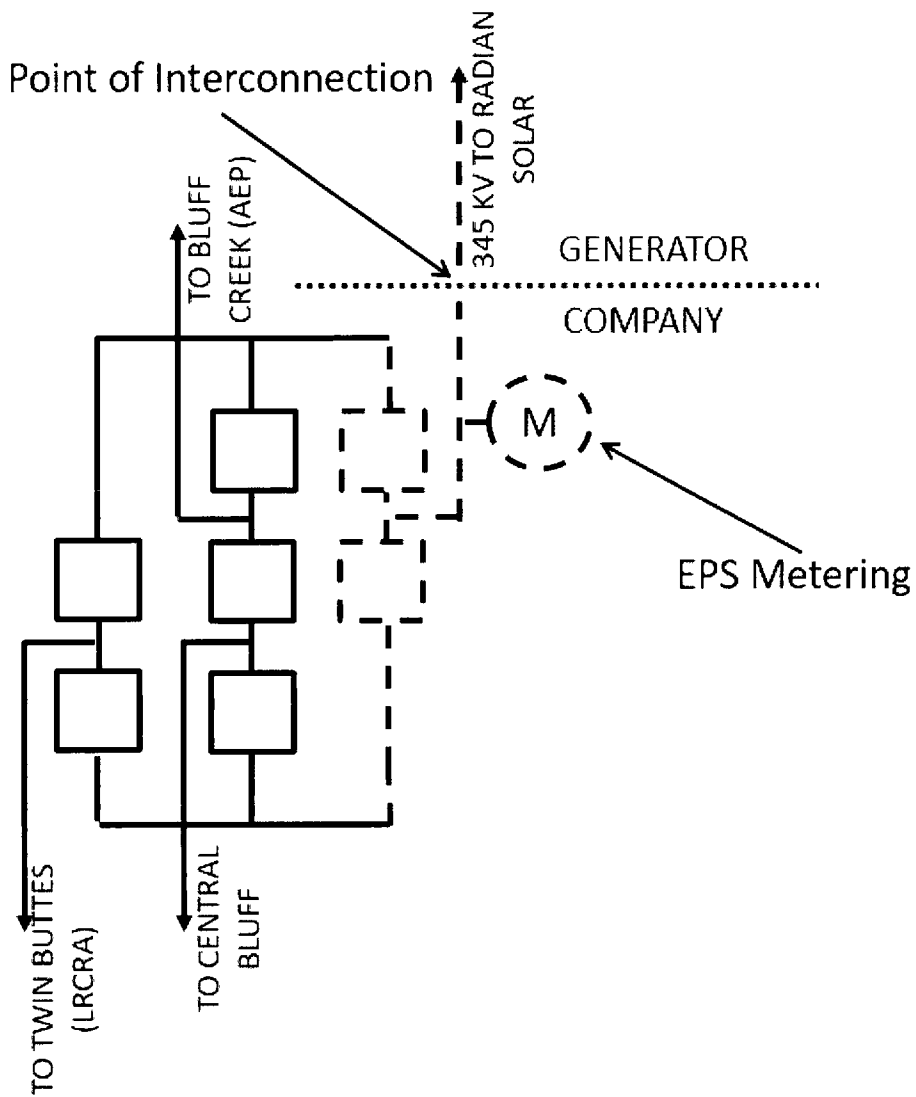 Point of Interconnection
345 KV TO RADIAN
SOLAR
TO BLUFF
CREEK (AEP)
GENERATOR
COMPANY
M
EPS Metering
TO TWIN BUTTES
(LRCRA)
TO CENTRAL
BLUFF